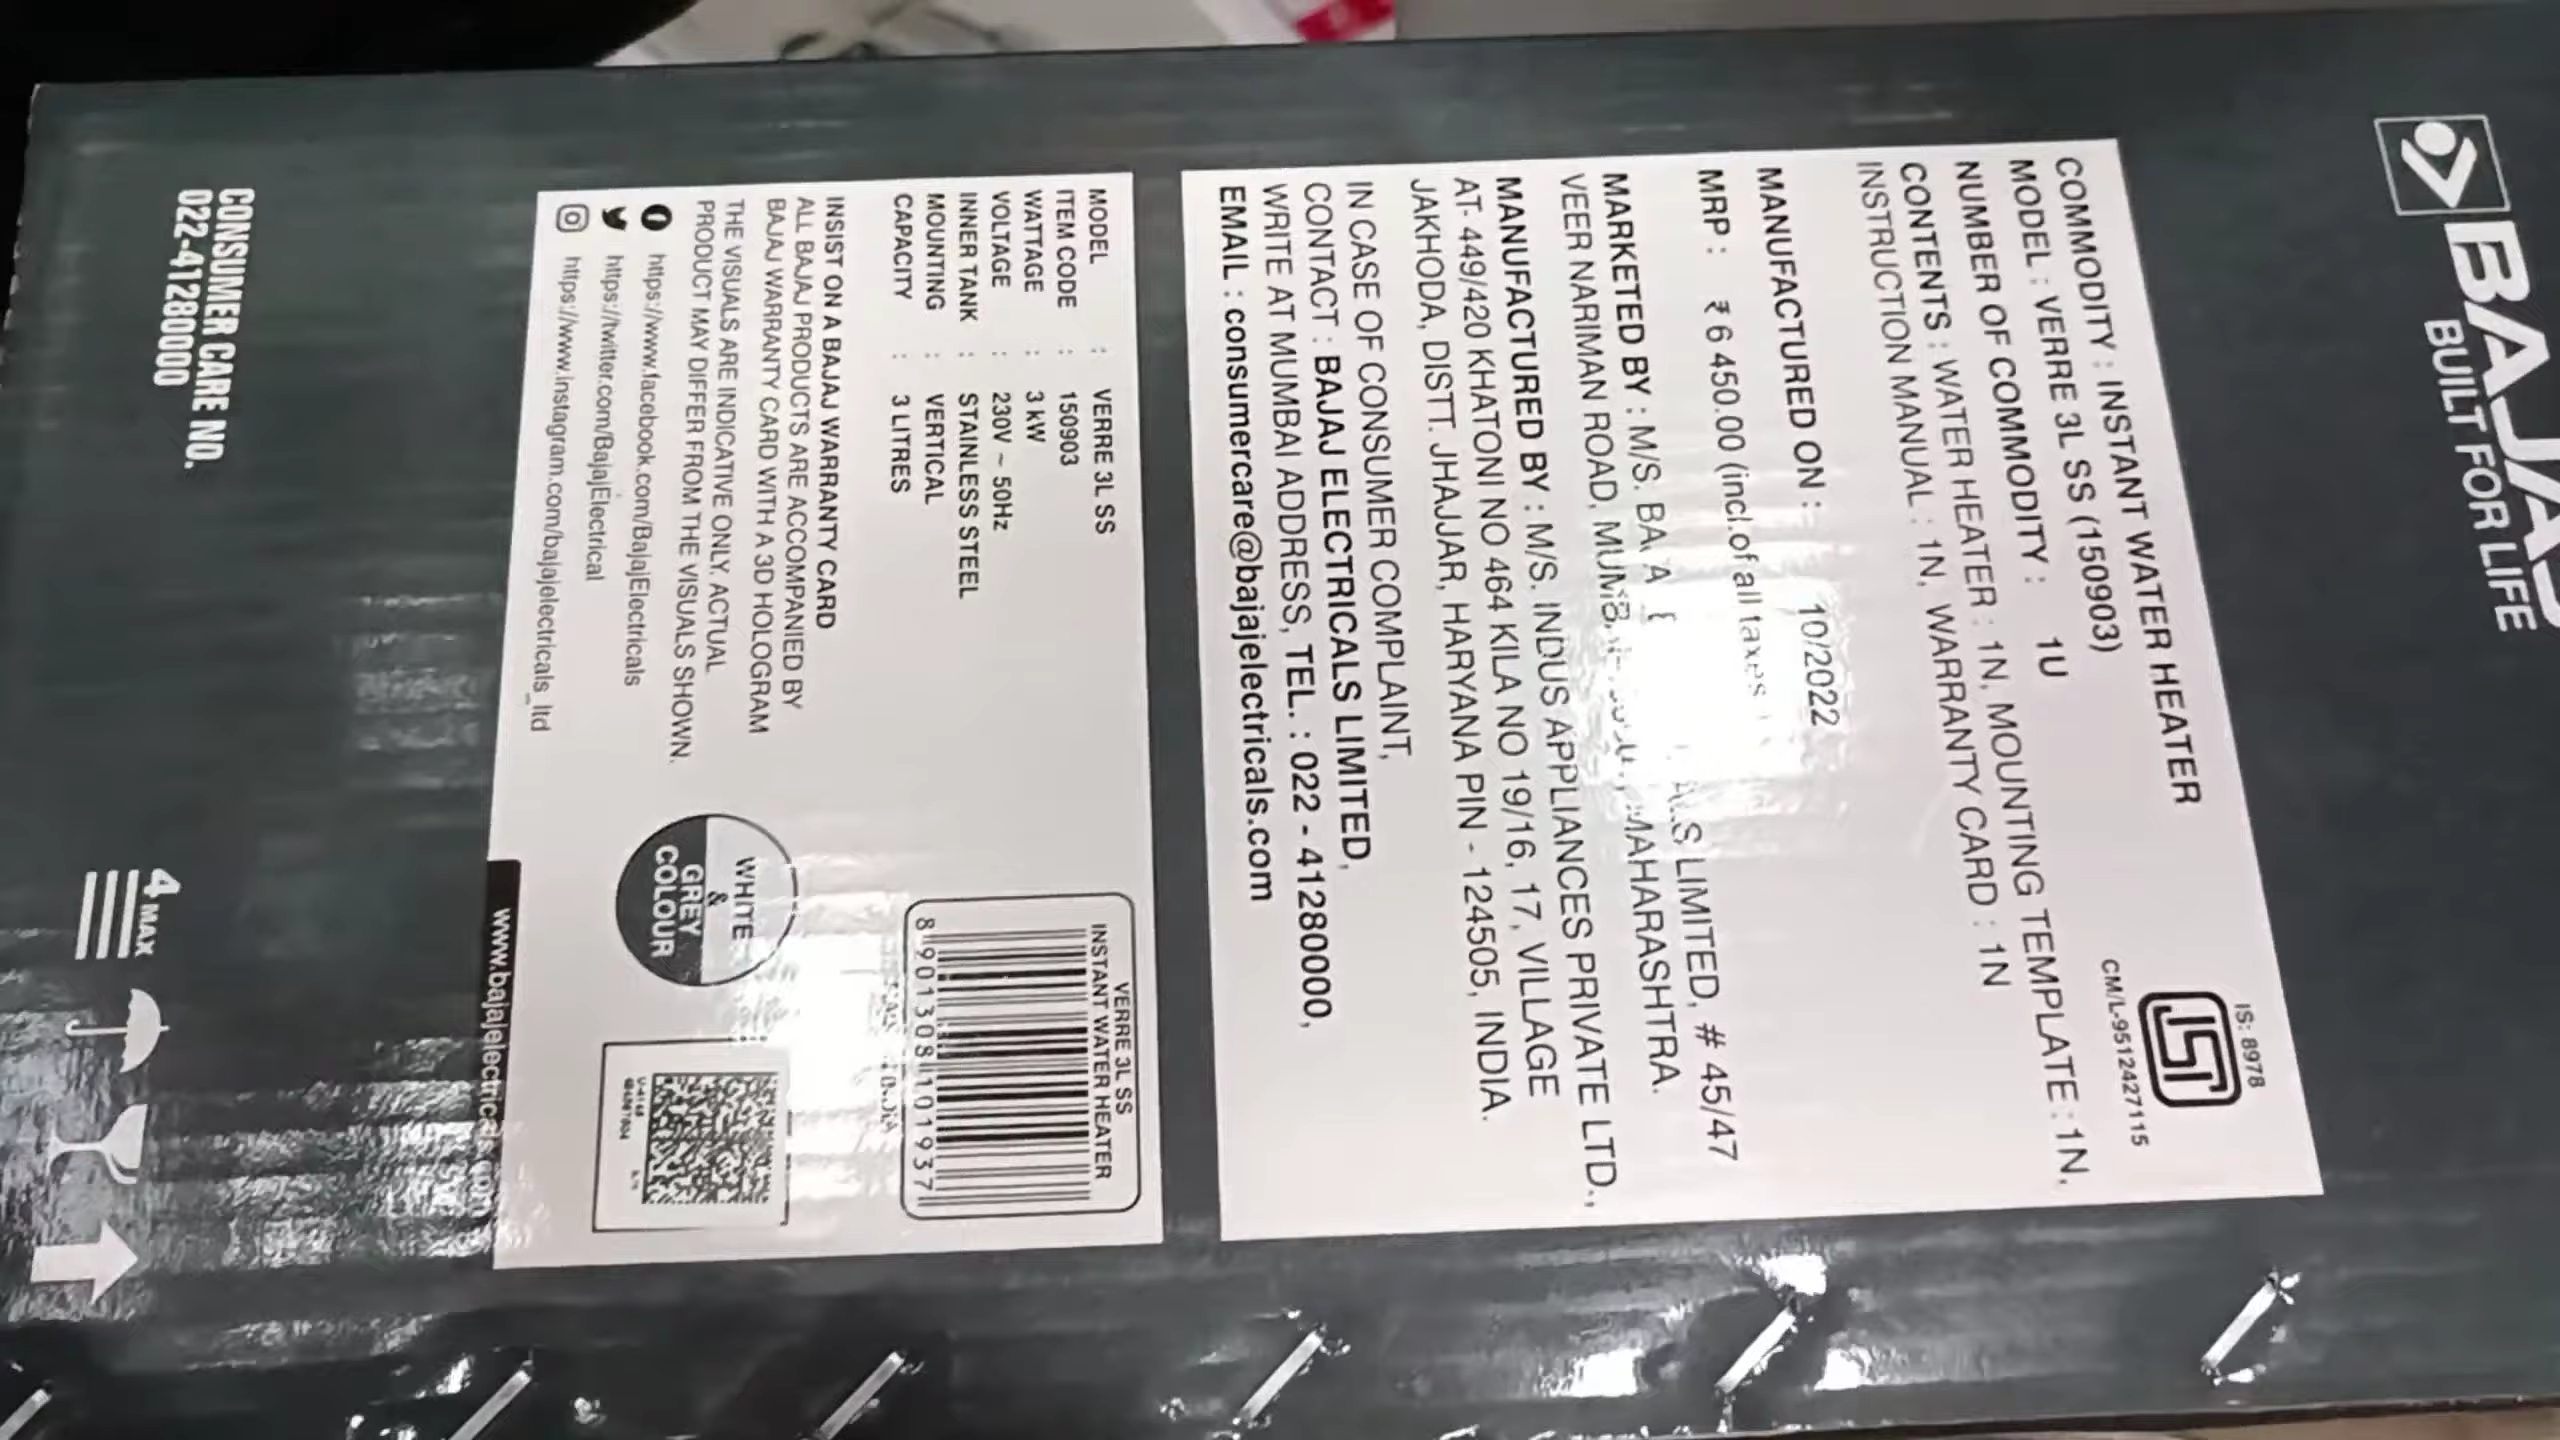 BAJAJ
BUILT FOR LIFE
IS: 8978
CM/L-9512427115
COMMODITY : INSTANT WATER HEATER
MODEL : VERRE 3L SS (150903)
NUMBER OF COMMODITY : 1U
CONTENTS : WATER HEATER : 1N, MOUNTING TEMPLATE : 1N,
INSTRUCTION MANUAL : 1N, WARRANTY CARD : 1N
MANUFACTURED ON : 10/2022
MRP : ₹ 6 450.00 (incl.of all taxes
MARKETED BY : M/S. LIMITED, # 45/47
VEER NARIMAN ROAD, MAHARASHTRA.
MANUFACTURED BY : M/S. INDUS APPLIANCES PRIVATE LTD.,
AT- 449/420 KHATONI NO 464 KILA NO 19/16, 17, VILLAGE
JAKHODA, DISTT. JHAJJAR, HARYANA PIN - 124505, INDIA.
IN CASE OF CONSUMER COMPLAINT,
CONTACT : BAJAJ ELECTRICALS LIMITED,
WRITE AT MUMBAI ADDRESS, TEL. : 022 - 41280000,
EMAIL : consumercare@bajajelectricals.com
MODEL : VERRE 3L SS
ITEM CODE : 150903
WATTAGE : 3 kW
VOLTAGE : 230V ~ 50Hz
INNER TANK : STAINLESS STEEL
MOUNTING : VERTICAL
CAPACITY : 3 LITRES
VERRE 3L SS
INSTANT WATER HEATER
8 901308 101937
INSIST ON A BAJAJ WARRANTY CARD
ALL BAJAJ PRODUCTS ARE ACCOMPANIED BY
BAJAJ WARRANTY CARD WITH A 3D HOLOGRAM
THE VISUALS ARE INDICATIVE ONLY, ACTUAL
PRODUCT MAY DIFFER FROM THE VISUALS SHOWN.
WHITE
&
GREY
COLOUR
https://www.facebook.com/BajajElectricals
https://twitter.com/BajajElectrical
https://www.instagram.com/bajajelectricals_ltd
www.bajajelectricals.com
CONSUMER CARE NO.
022-41280000
4 MAX